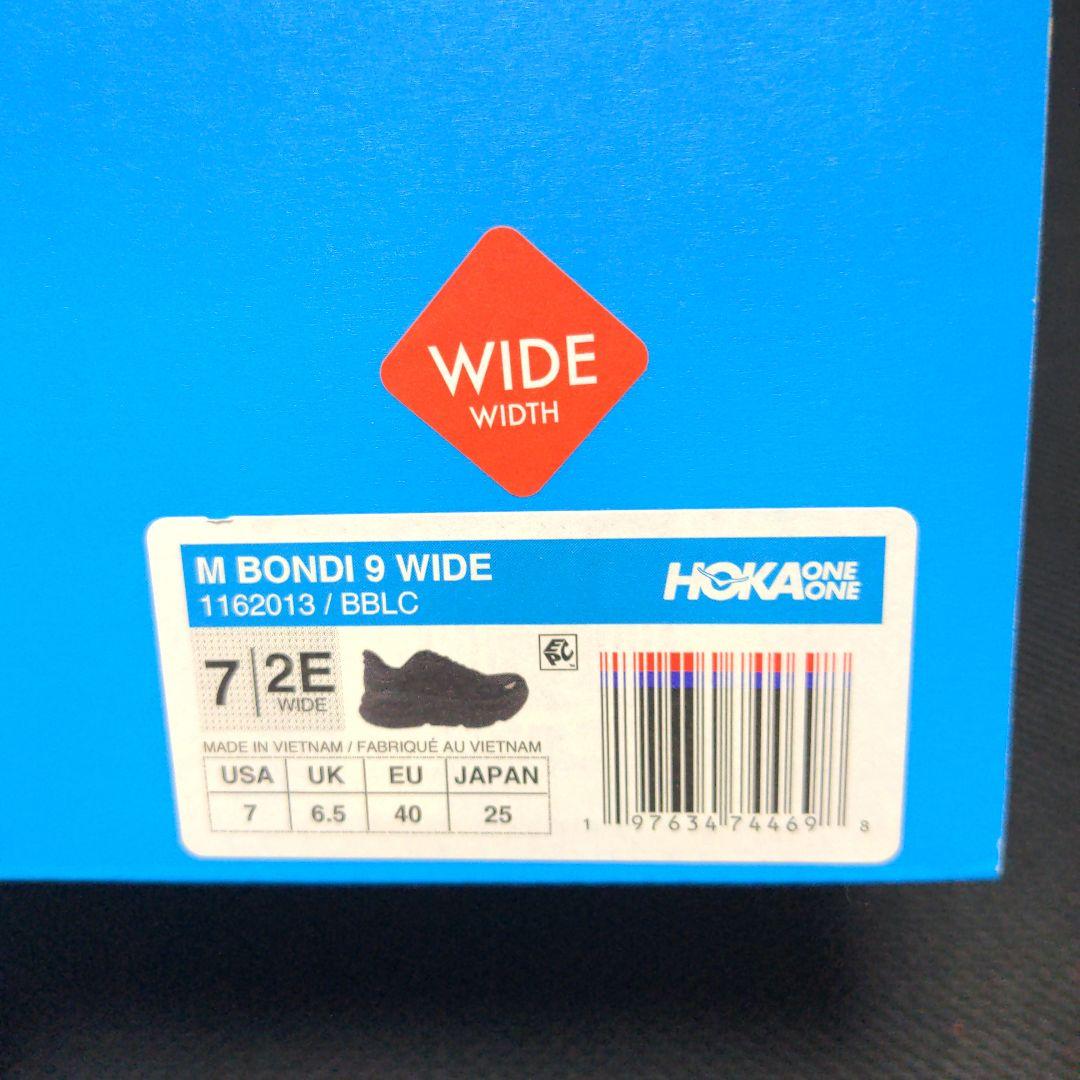 WIDE
WIDTH
M BONDI 9 WIDE
1162013 / BBLC
HOKA ONE ONE
7 2E
WIDE
EPC
MADE IN VIETNAM / FABRIQUÉ AU VIETNAM
USA UK EU JAPAN
7 6.5 40 25
1 97634 74469 8